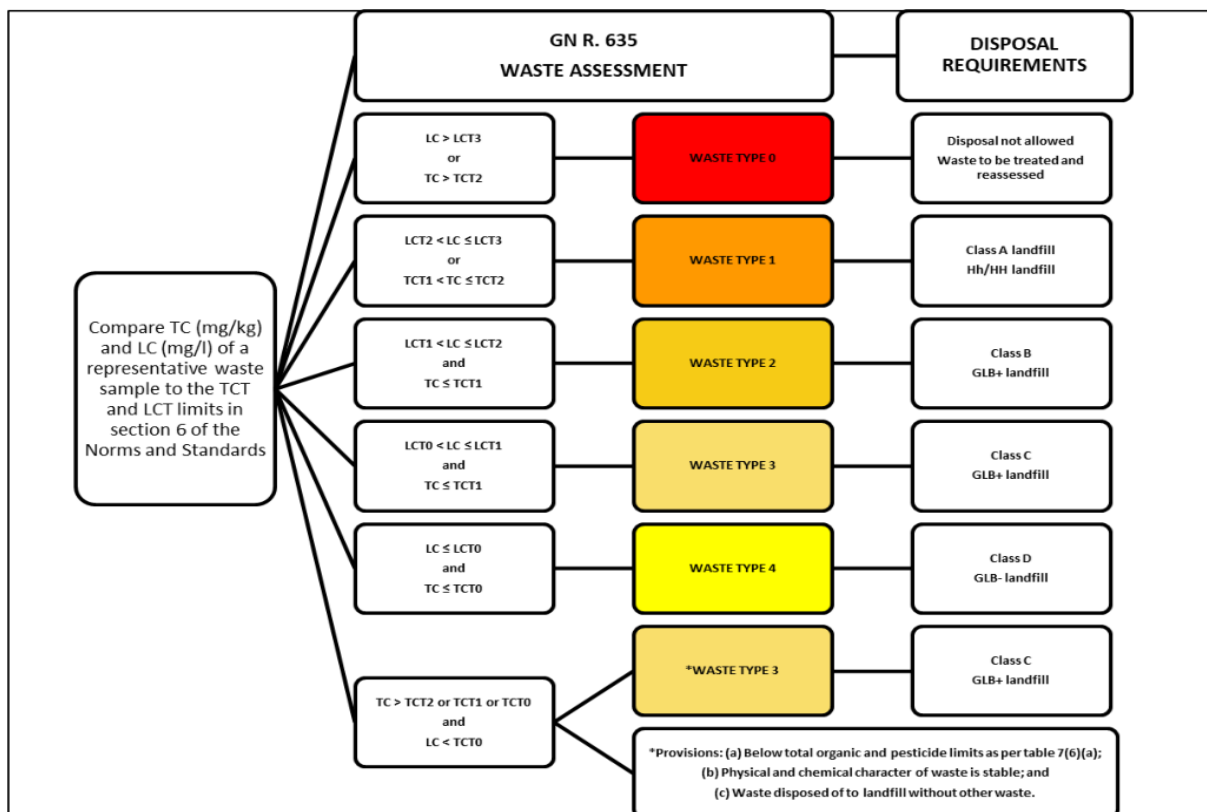 GN R. 635
WASTE ASSESSMENT
DISPOSAL
REQUIREMENTS
Compare TC (mg/kg)
and LC (mg/l) of a
representative waste
sample to the TCT
and LCT limits in
section 6 of the
Norms and Standards
LC > LCT3
or
TC > TCT2
WASTE TYPE 0
Disposal not allowed
Waste to be treated and
reassessed
LCT2 < LC ≤ LCT3
or
TCT1 < TC ≤ TCT2
WASTE TYPE 1
Class A landfill
Hh/HH landfill
LCT1 < LC ≤ LCT2
and
TC ≤ TCT1
WASTE TYPE 2
Class B
GLB+ landfill
LCT0 < LC ≤ LCT1
and
TC ≤ TCT1
WASTE TYPE 3
Class C
GLB+ landfill
LC ≤ LCT0
and
TC ≤ TCT0
WASTE TYPE 4
Class D
GLB- landfill
TC > TCT2 or TCT1 or TCT0
and
LC < TCT0
*WASTE TYPE 3
Class C
GLB+ landfill
*Provisions: (a) Below total organic and pesticide limits as per table 7(6)(a);
(b) Physical and chemical character of waste is stable; and
(c) Waste disposed of to landfill without other waste.